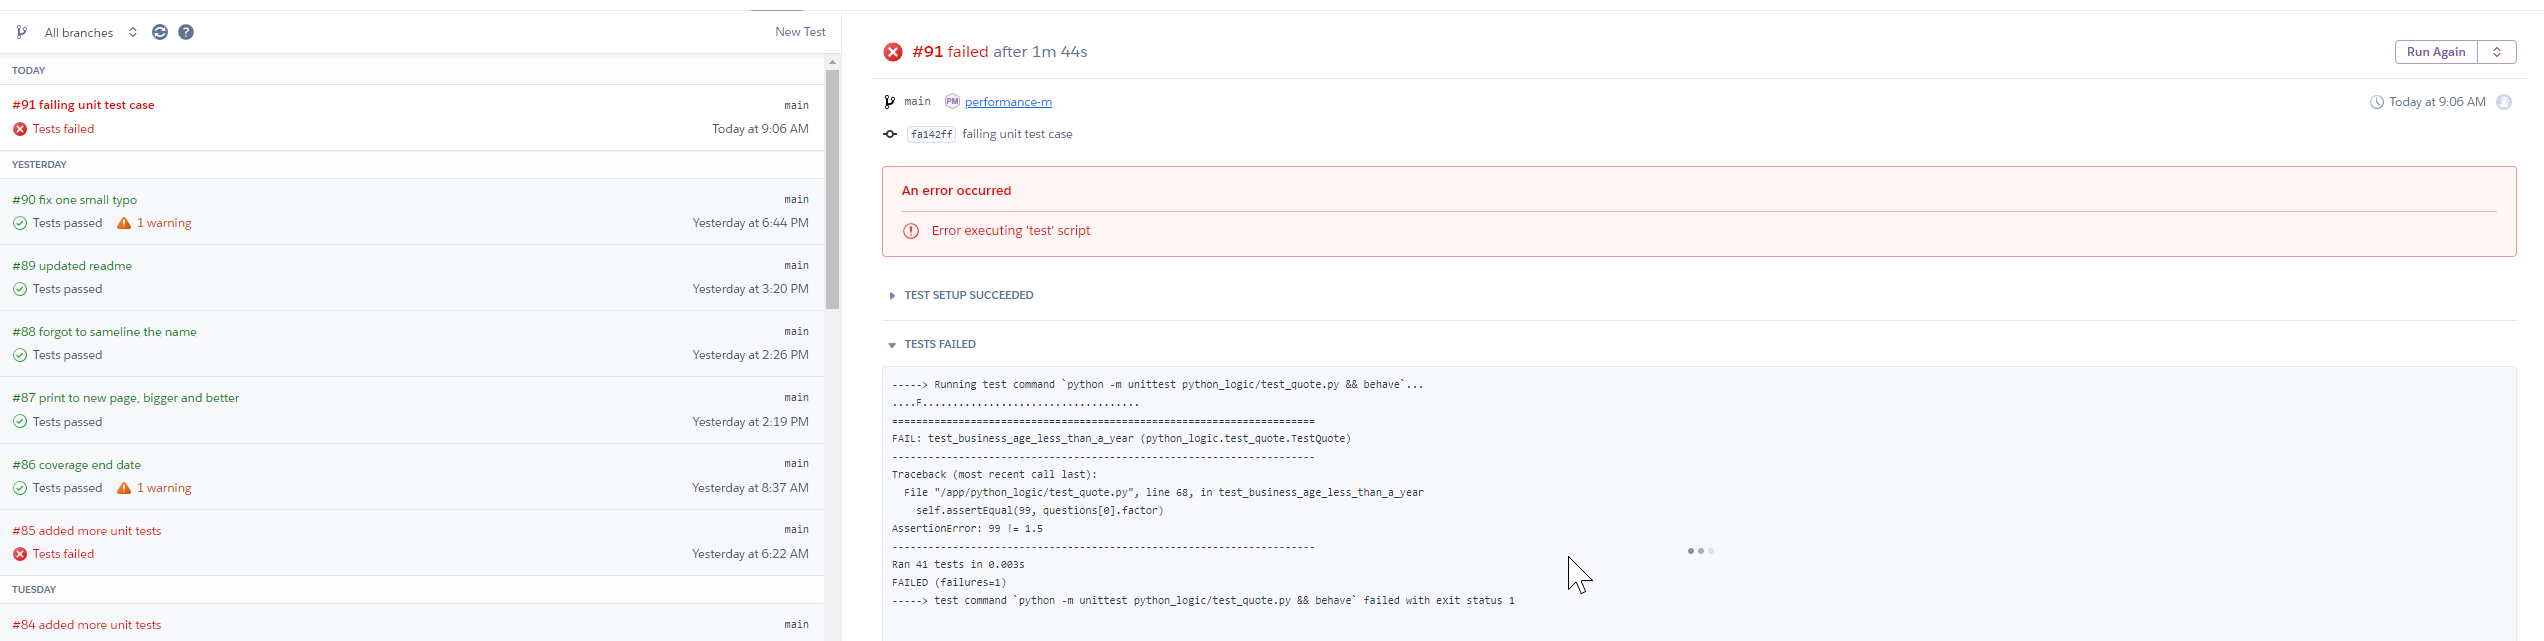 All branches
New Test
TODAY
#91 failing unit test case main
Tests failed Today at 9:06 AM
YESTERDAY
#90 fix one small typo main
Tests passed 1 warning Yesterday at 6:44 PM
#89 updated readme main
Tests passed Yesterday at 3:20 PM
#88 forgot to sameline the name main
Tests passed Yesterday at 2:26 PM
#87 print to new page, bigger and better main
Tests passed Yesterday at 2:19 PM
#86 coverage end date main
Tests passed 1 warning Yesterday at 8:37 AM
#85 added more unit tests main
Tests failed Yesterday at 6:22 AM
TUESDAY
#84 added more unit tests main
#91 failed after 1m 44s
Run Again
main PM performance-m
Today at 9:06 AM
fa142ff failing unit test case
An error occurred
Error executing 'test' script
TEST SETUP SUCCEEDED
TESTS FAILED
-----> Running test command `python -m unittest python_logic/test_quote.py && behave`...
....F....................................
======================================================================
FAIL: test_business_age_less_than_a_year (python_logic.test_quote.TestQuote)
----------------------------------------------------------------------
Traceback (most recent call last):
File "/app/python_logic/test_quote.py", line 68, in test_business_age_less_than_a_year
self.assertEqual(99, questions[0].factor)
AssertionError: 99 != 1.5
----------------------------------------------------------------------
Ran 41 tests in 0.003s
FAILED (failures=1)
-----> test command `python -m unittest python_logic/test_quote.py && behave` failed with exit status 1